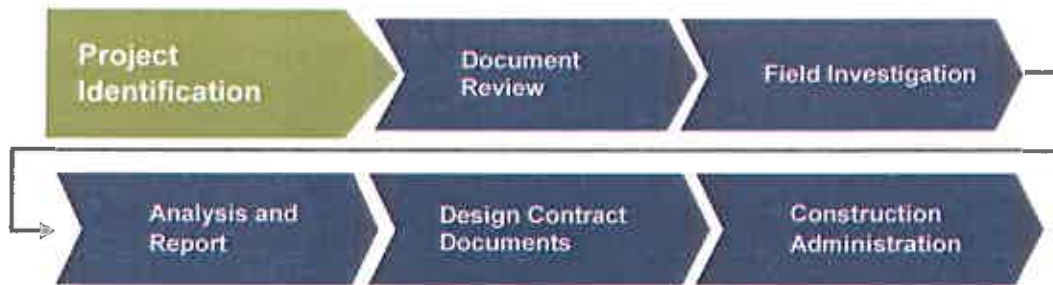 Project
Identification
Document
Review
Field Investigation
Analysis and
Report
Design Contract
Documents
Construction
Administration